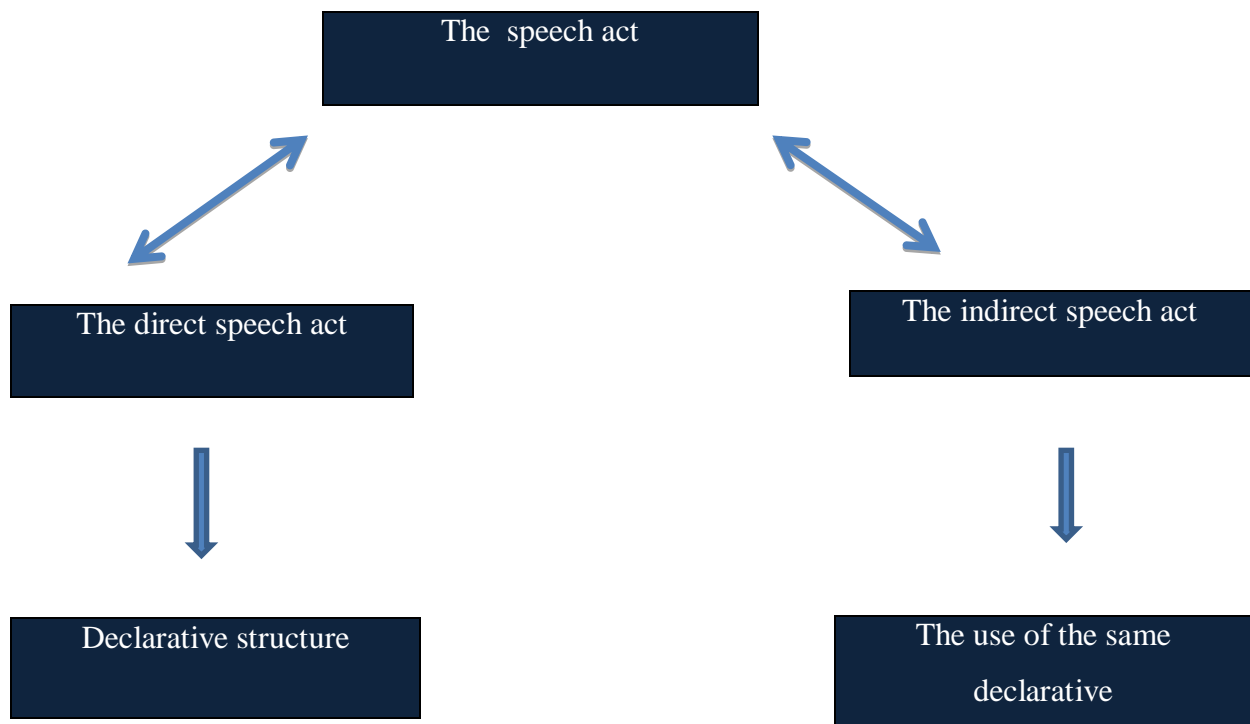 The speech act
The direct speech act
The indirect speech act
Declarative structure
The use of the same
declarative